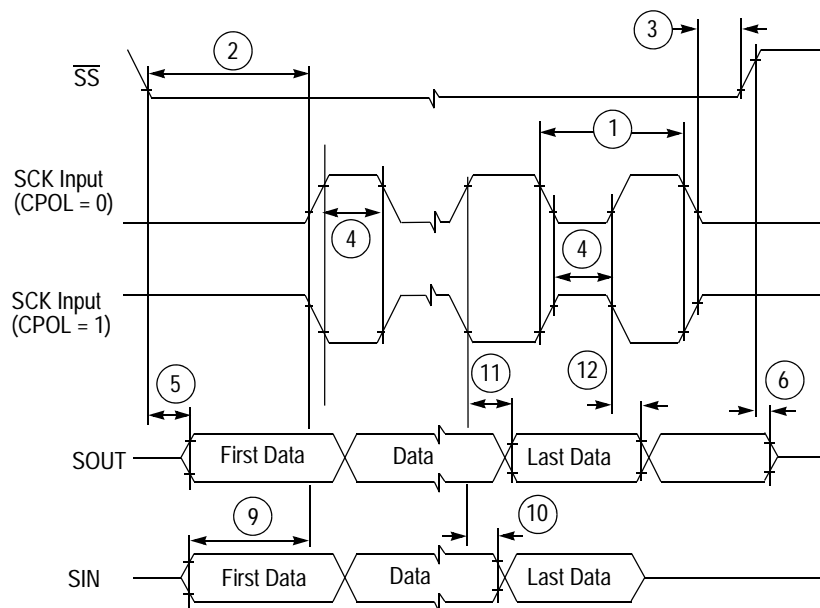 3
2
SS
1
SCK Input
(CPOL = 0)
4
4
SCK Input
(CPOL = 1)
5
11
12
6
SOUT
First Data
Data
Last Data
9
10
SIN
First Data
Data
Last Data